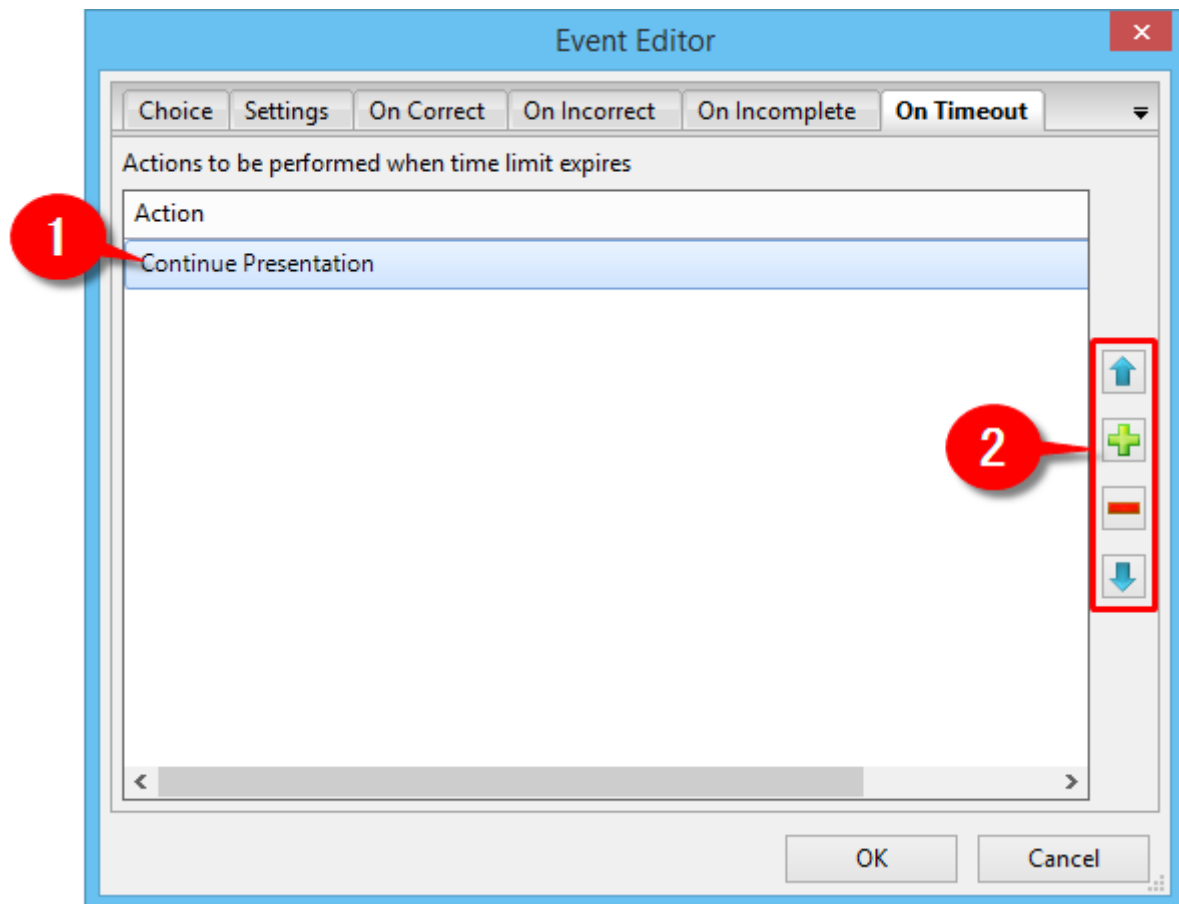 Event Editor
Choice Settings On Correct On Incorrect On Incomplete On Timeout
Actions to be performed when time limit expires
Action
1
Continue Presentation
2
OK Cancel